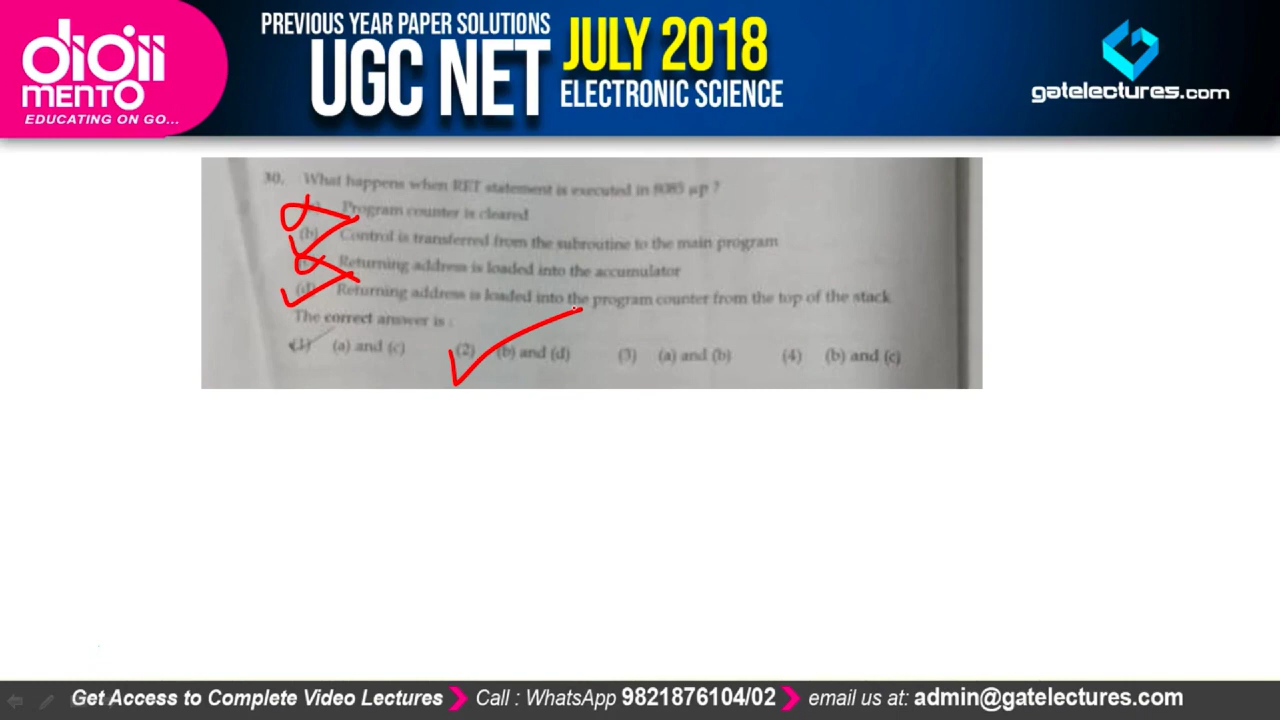 digii
mento
EDUCATING ON GO...
PREVIOUS YEAR PAPER SOLUTIONS
UGC NET
JULY 2018
ELECTRONIC SCIENCE
gatelectures.com
30. What happens when RET statement is executed in 8085 μp ?
Program counter is cleared
(b) Control is transferred from the subroutine to the main program
Returning address is loaded into the accumulator
(d) Returning address is loaded into the program counter from the top of the stack
The correct answer is :
(1) (a) and (c) (2) (b) and (d) (3) (a) and (b) (4) (b) and (c)
Get Access to Complete Video Lectures Call : WhatsApp 9821876104/02 email us at: admin@gatelectures.com